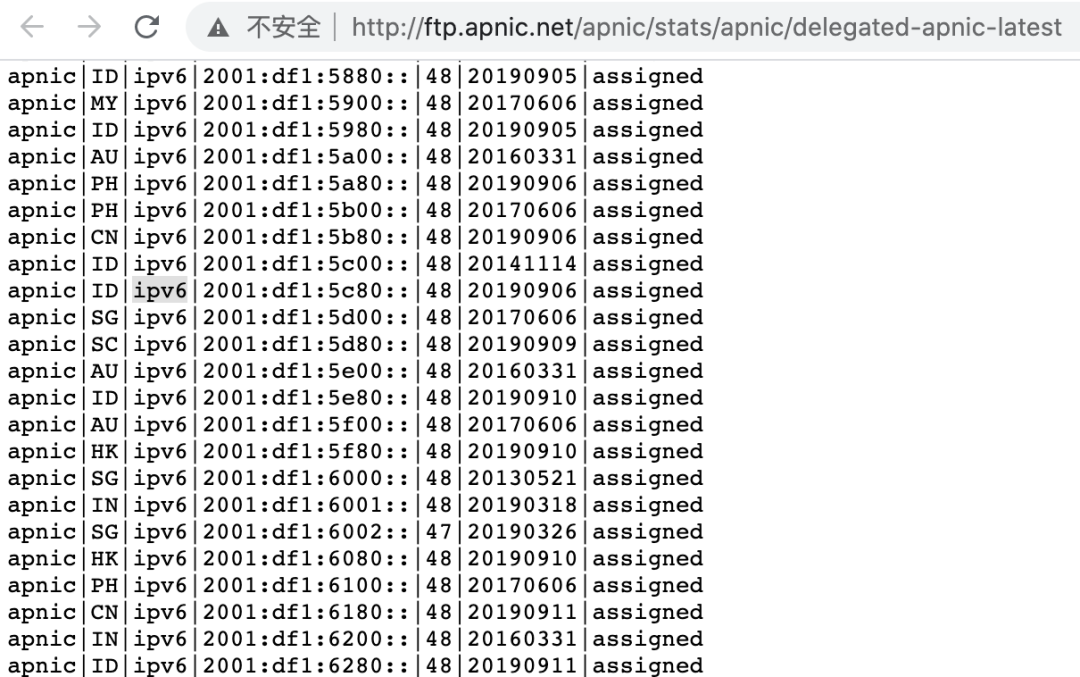 不安全 | http://ftp.apnic.net/apnic/stats/apnic/delegated-apnic-latest
apnic|ID|ipv6|2001:df1:5880::|48|20190905|assigned
apnic|MY|ipv6|2001:df1:5900::|48|20170606|assigned
apnic|ID|ipv6|2001:df1:5980::|48|20190905|assigned
apnic|AU|ipv6|2001:df1:5a00::|48|20160331|assigned
apnic|PH|ipv6|2001:df1:5a80::|48|20190906|assigned
apnic|PH|ipv6|2001:df1:5b00::|48|20170606|assigned
apnic|CN|ipv6|2001:df1:5b80::|48|20190906|assigned
apnic|ID|ipv6|2001:df1:5c00::|48|20141114|assigned
apnic|ID|ipv6|2001:df1:5c80::|48|20190906|assigned
apnic|SG|ipv6|2001:df1:5d00::|48|20170606|assigned
apnic|SC|ipv6|2001:df1:5d80::|48|20190909|assigned
apnic|AU|ipv6|2001:df1:5e00::|48|20160331|assigned
apnic|ID|ipv6|2001:df1:5e80::|48|20190910|assigned
apnic|AU|ipv6|2001:df1:5f00::|48|20170606|assigned
apnic|HK|ipv6|2001:df1:5f80::|48|20190910|assigned
apnic|SG|ipv6|2001:df1:6000::|48|20130521|assigned
apnic|IN|ipv6|2001:df1:6001::|48|20190318|assigned
apnic|SG|ipv6|2001:df1:6002::|47|20190326|assigned
apnic|HK|ipv6|2001:df1:6080::|48|20190910|assigned
apnic|PH|ipv6|2001:df1:6100::|48|20170606|assigned
apnic|CN|ipv6|2001:df1:6180::|48|20190911|assigned
apnic|IN|ipv6|2001:df1:6200::|48|20160331|assigned
apnic|ID|ipv6|2001:df1:6280::|48|20190911|assigned